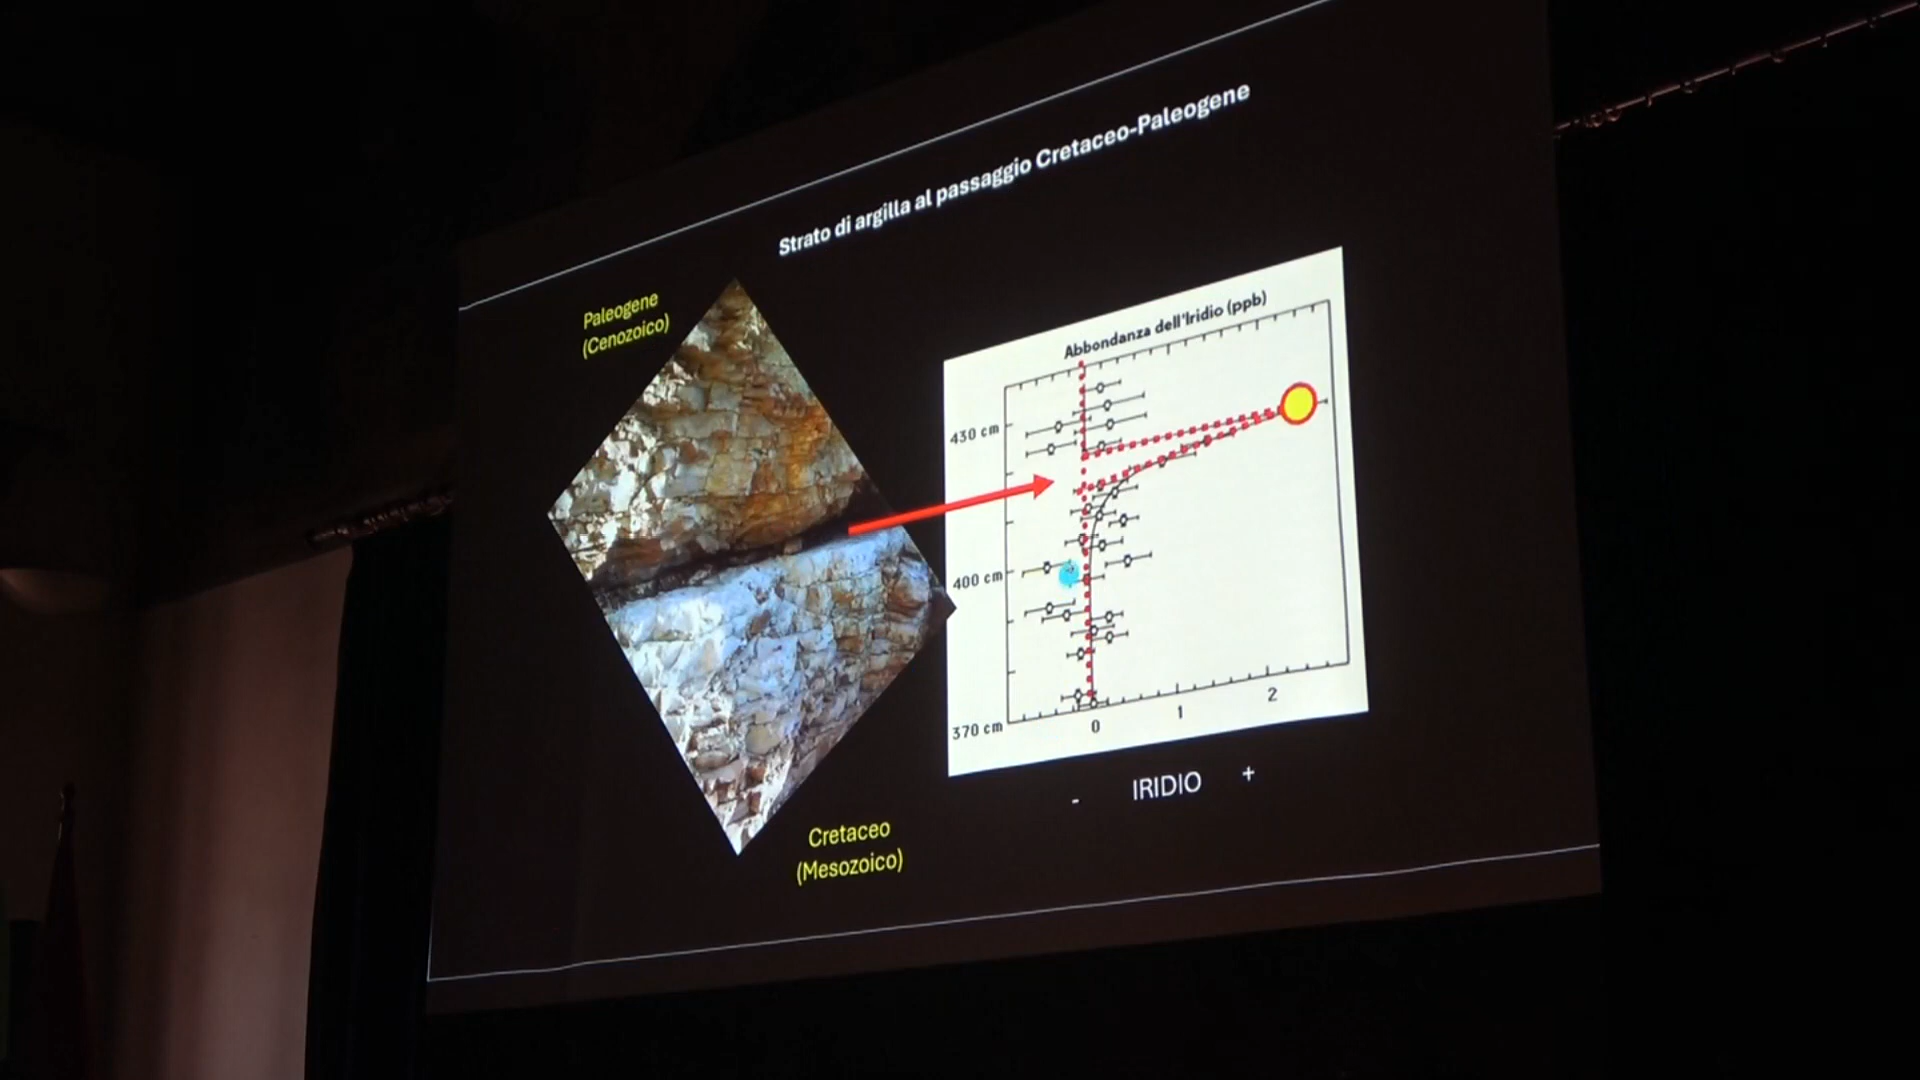 Strato di argilla al passaggio Cretaceo-Paleogene
Paleogene
(Cenozoico)
Abbondanza dell'Iridio (ppb)
430 cm
400 cm
370 cm
0
1
2
- IRIDIO +
Cretaceo
(Mesozoico)